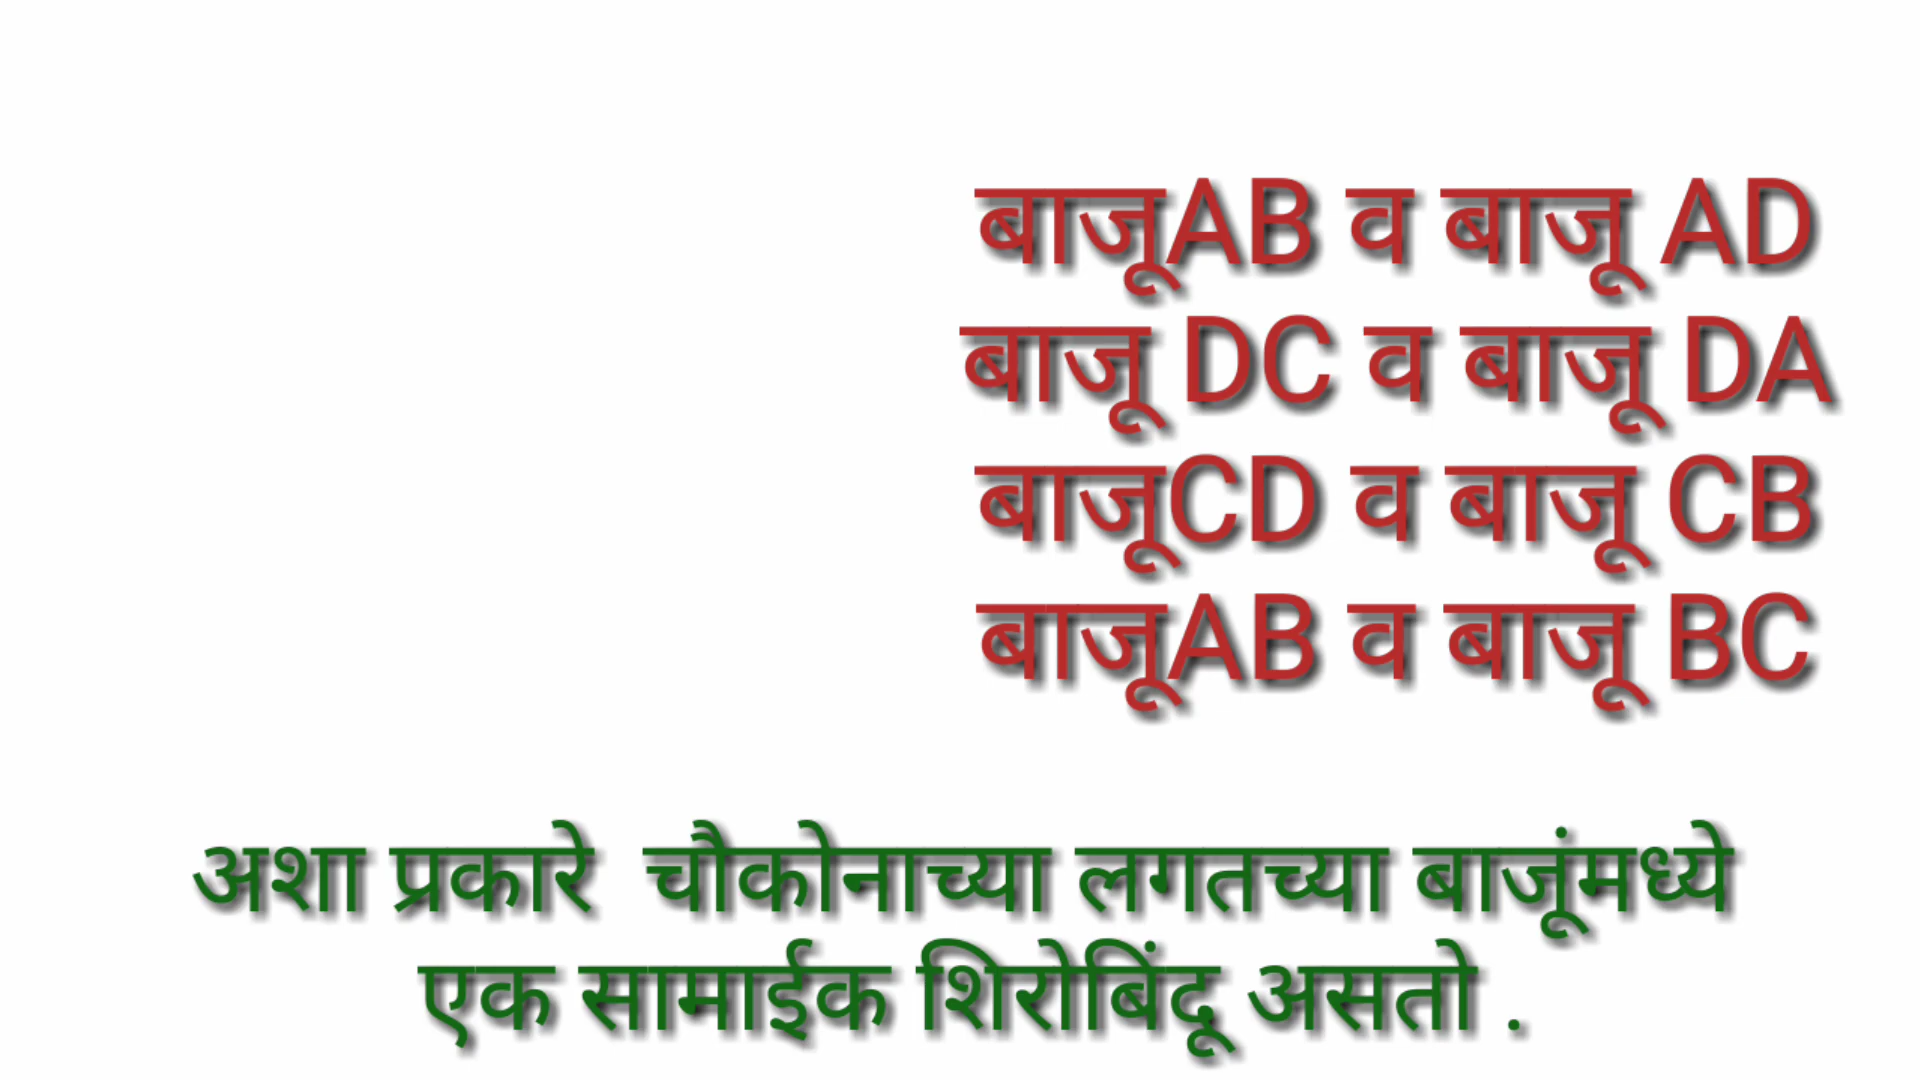 बाजूAB व बाजू AD
बाजू DC व बाजू DA
बाजूCD व बाजू CB
बाजूAB व बाजू BC
अशा प्रकारे चौकोनाच्या लगतच्या बाजूंमध्ये
एक सामाईक शिरोबिंदू असतो .